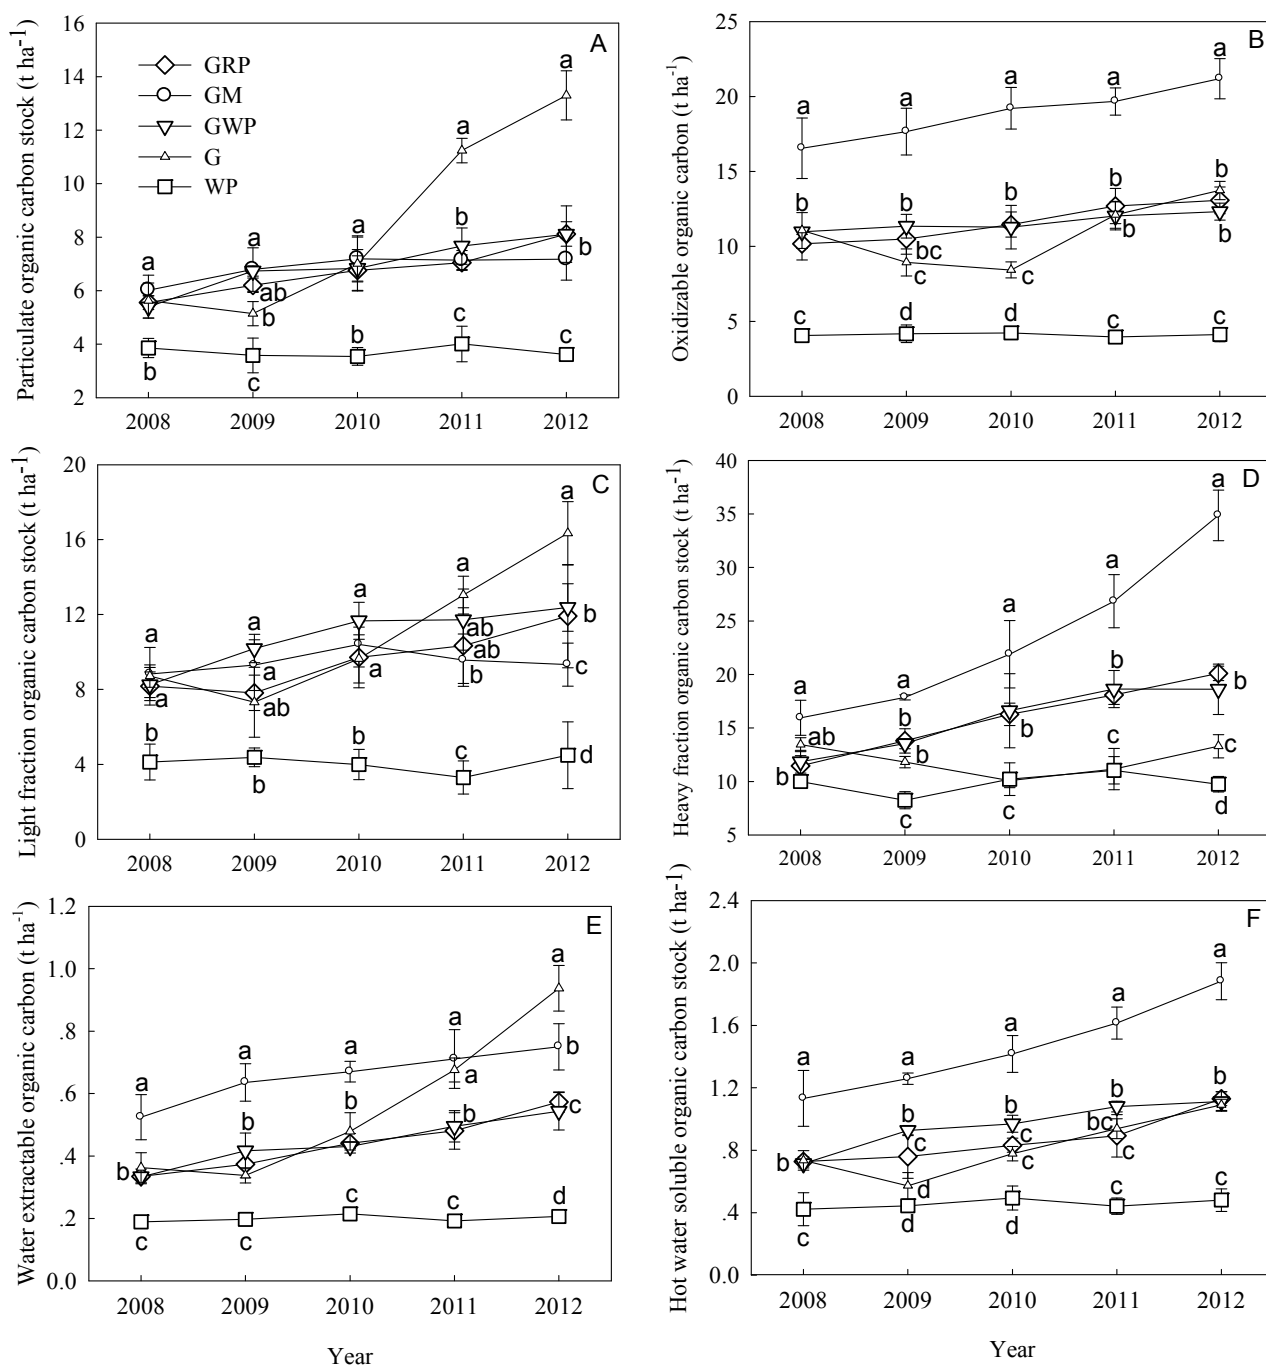 A
Particulate organic carbon stock (t ha-1)
16
14
12
10
8
6
4
2
GRP
GM
GWP
G
WP
a
a
a
a
a
b
b
ab
b
b
c
b
c
c
2008 2009 2010 2011 2012
B
Oxidizable organic carbon (t ha-1)
25
20
15
10
5
0
a
a
a
a
a
b
b
b
b
b
bc
c
c
b
b
c
d
d
c
c
2008 2009 2010 2011 2012
C
Light fraction organic carbon stock (t ha-1)
20
16
12
8
4
0
a
a
a
a
a
a
a
ab
a
ab
ab
b
b
c
b
b
b
c
d
2008 2009 2010 2011 2012
D
Heavy fraction organic carbon stock (t ha-1)
40
35
30
25
20
15
10
5
a
a
a
a
a
ab
b
b
b
b
b
b
c
c
c
c
d
2008 2009 2010 2011 2012
E
Water extractable organic carbon (t ha-1)
1.2
1.0
.8
.6
.4
.2
0.0
a
a
a
a
a
b
b
b
b
a
b
c
c
c
c
c
d
2008 2009 2010 2011 2012
Year
F
Hot water soluble organic carbon stock (t ha-1)
2.4
2.0
1.6
1.2
.8
.4
0.0
a
a
a
a
a
b
b
b
b
b
c
d
c
c
bc
c
c
d
d
c
c
2008 2009 2010 2011 2012
Year